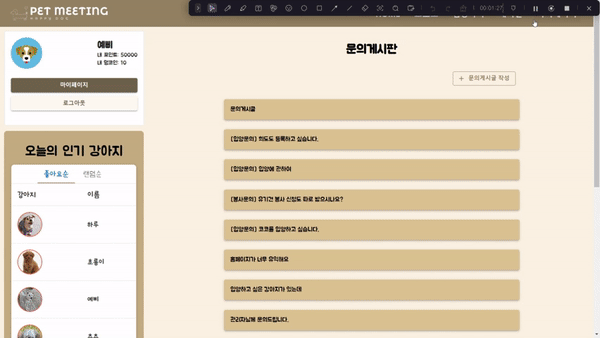 PET MEETING
HAPPY DOG
00:01:27
예삐
내 포인트: 50000
내 멍코인: 10
마이페이지
로그아웃
오늘의 인기 강아지
좋아요순
랜덤순
강아지
이름
하루
초롱이
예삐
문의게시판
+ 문의게시글 작성
문의게시글
[입양문의] 희도도 등록하고 싶습니다.
[입양문의] 입양에 관하여
[봉사문의] 유기견 봉사 신청도 따로 받으시나요?
[입양문의] 코코를 입양하고 싶습니다.
홈페이지가 너무 유익해요
입양하고 싶은 강아지가 있는데
관리자님께 문의드립니다.